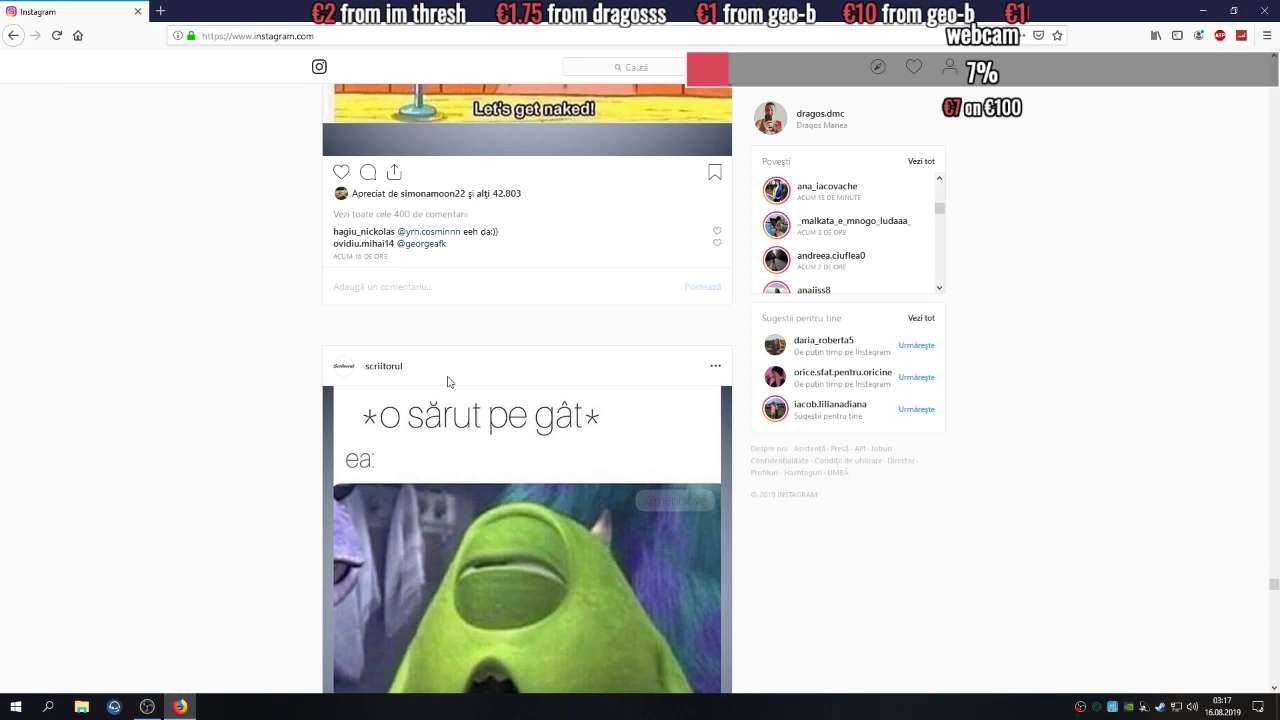 €2 from im thresh €1.75 from dragosss €1 from geo-b €10 from geo-b
Instagram
https://www.instagram.com
webcam
Caută
7%
€7 on €100
Let's get naked!
dragos.dmc
Dragos Manea
Povești Vezi tot
ana_iacovache
ACUM 15 DE MINUTE
_malkata_e_mnogo_ludaaa_
ACUM 3 DE ORE
andreea.ciuflea0
ACUM 2 DE ORE
anaiiss8
Apreciat de simonamoon22 și alți 42.803
Vezi toate cele 400 de comentarii
hagiu_nickolas @yrn.cosminnn eeh da:))
ovidiu.mihai14 @georgeafk
ACUM 16 DE ORE
Adaugă un comentariu... Postează
Sugestii pentru tine Vezi tot
daria_roberta5
De puțin timp pe Instagram Urmărește
orice.sfat.pentru.oricine
De puțin timp pe Instagram Urmărește
iacob.lilianadiana
Sugestii pentru tine Urmărește
Despre noi · Asistență · Presă · API · Joburi ·
Confidențialitate · Condiții de utilizare · Director ·
Profiluri · Hashtaguri · LIMBĂ
© 2019 INSTAGRAM
Scriitorul scriitorul
*o sărut pe gât*
ea:
03:17
16.08.2019